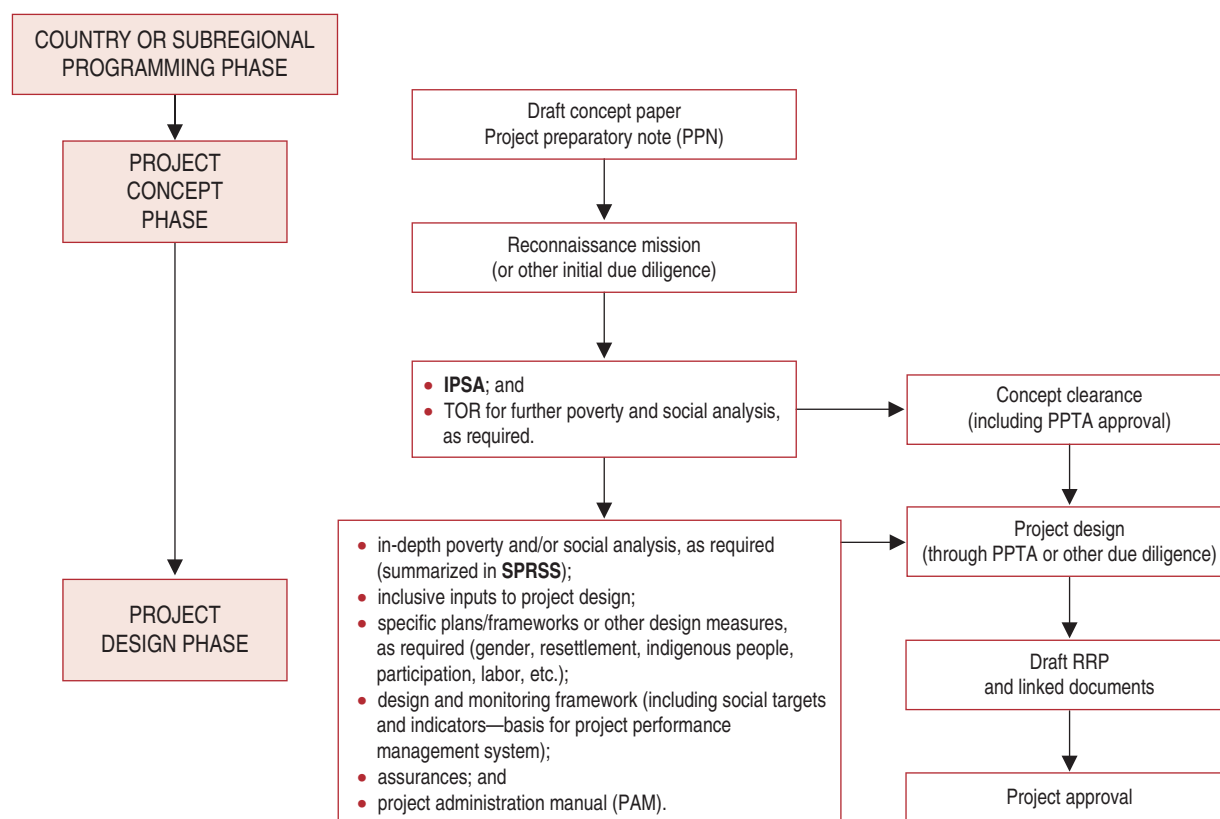 COUNTRY OR SUBREGIONAL
PROGRAMMING PHASE
PROJECT
CONCEPT
PHASE
PROJECT
DESIGN PHASE
Draft concept paper
Project preparatory note (PPN)
Reconnaissance mission
(or other initial due diligence)
• IPSA; and
• TOR for further poverty and social analysis,
as required.
• in-depth poverty and/or social analysis, as required
(summarized in SPRSS);
• inclusive inputs to project design;
• specific plans/frameworks or other design measures,
as required (gender, resettlement, indigenous people,
participation, labor, etc.);
• design and monitoring framework (including social targets
and indicators—basis for project performance
management system);
• assurances; and
• project administration manual (PAM).
Concept clearance
(including PPTA approval)
Project design
(through PPTA or other due diligence)
Draft RRP
and linked documents
Project approval